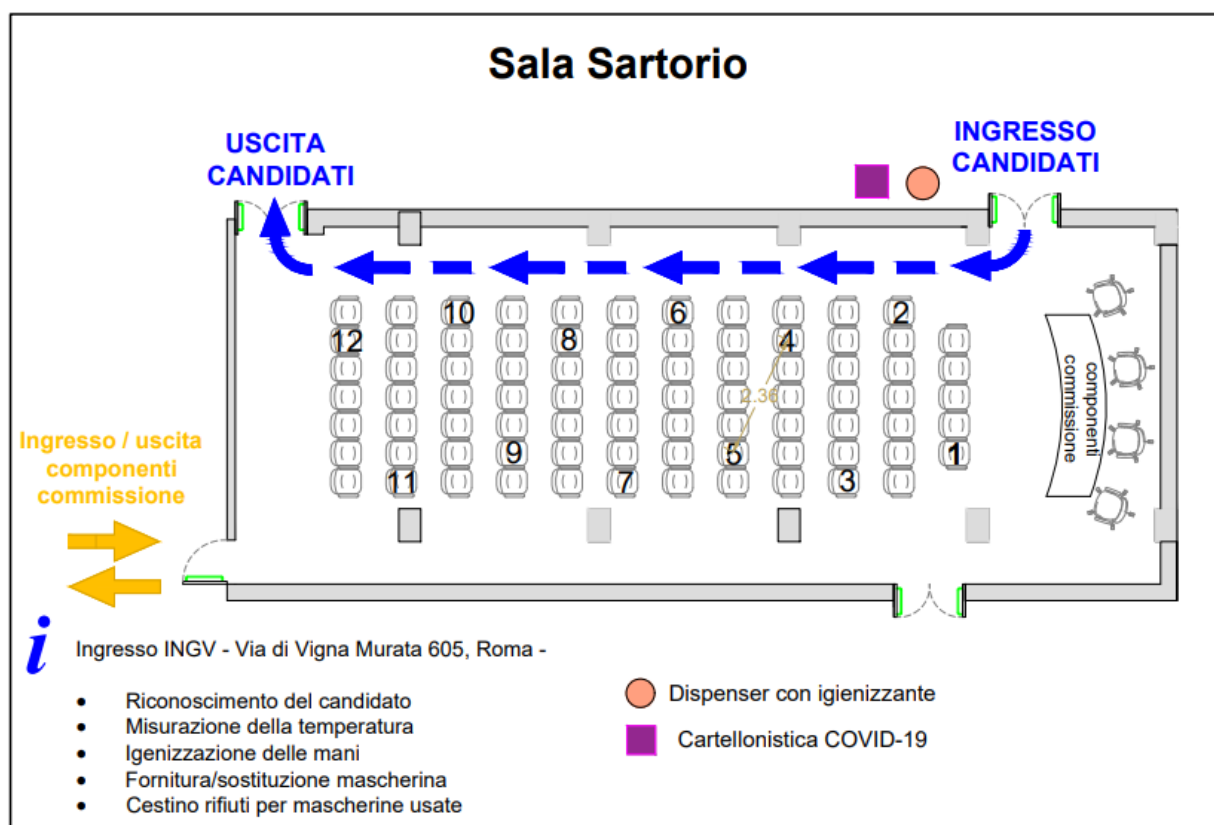 Sala Sartorio
USCITA
CANDIDATI
INGRESSO
CANDIDATI
10
6
2
12
8
4
2.36
componenti
commissione
9
5
1
11
7
3
Ingresso / uscita
componenti
commissione
i
Ingresso INGV - Via di Vigna Murata 605, Roma -
• Riconoscimento del candidato
• Misurazione della temperatura
• Igenizzazione delle mani
• Fornitura/sostituzione mascherina
• Cestino rifiuti per mascherine usate
Dispenser con igienizzante
Cartellonistica COVID-19